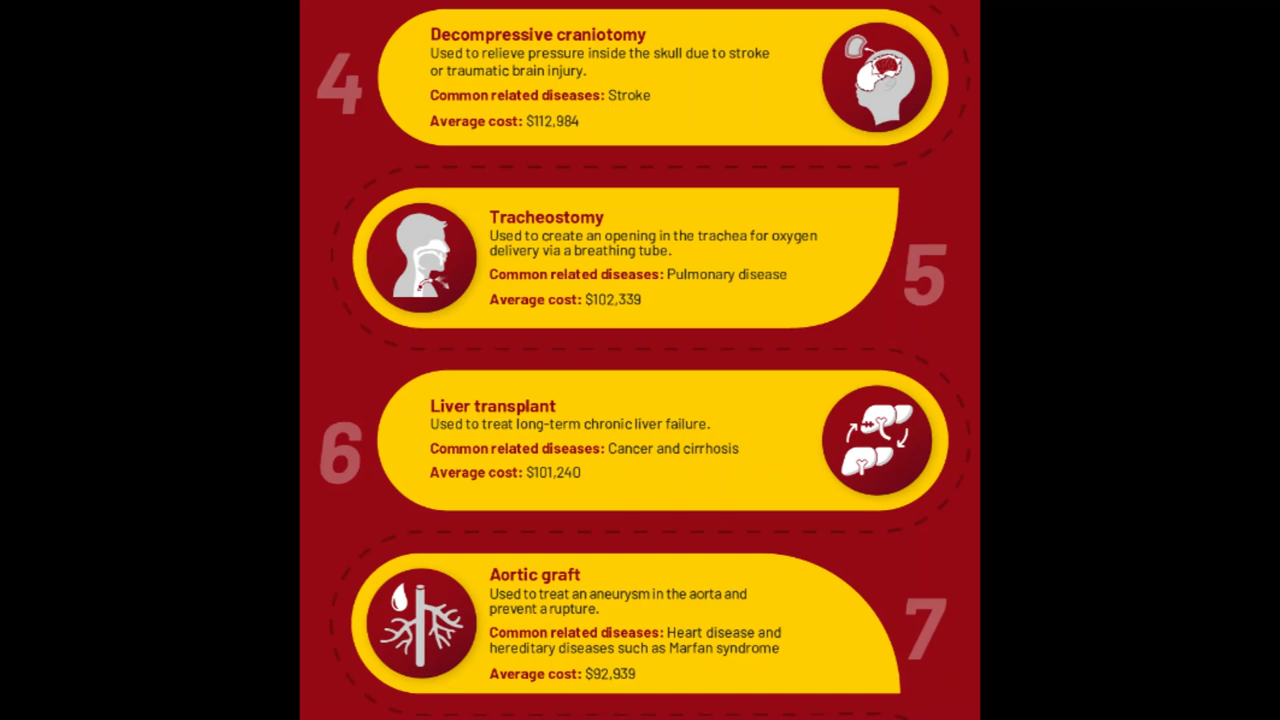 4
Decompressive craniotomy
Used to relieve pressure inside the skull due to stroke
or traumatic brain injury.
Common related diseases: Stroke
Average cost: $112,984
Tracheostomy
Used to create an opening in the trachea for oxygen
delivery via a breathing tube.
Common related diseases: Pulmonary disease
Average cost: $102,339
5
6
Liver transplant
Used to treat long-term chronic liver failure.
Common related diseases: Cancer and cirrhosis
Average cost: $101,240
Aortic graft
Used to treat an aneurysm in the aorta and
prevent a rupture.
Common related diseases: Heart disease and
hereditary diseases such as Marfan syndrome
Average cost: $92,939
7